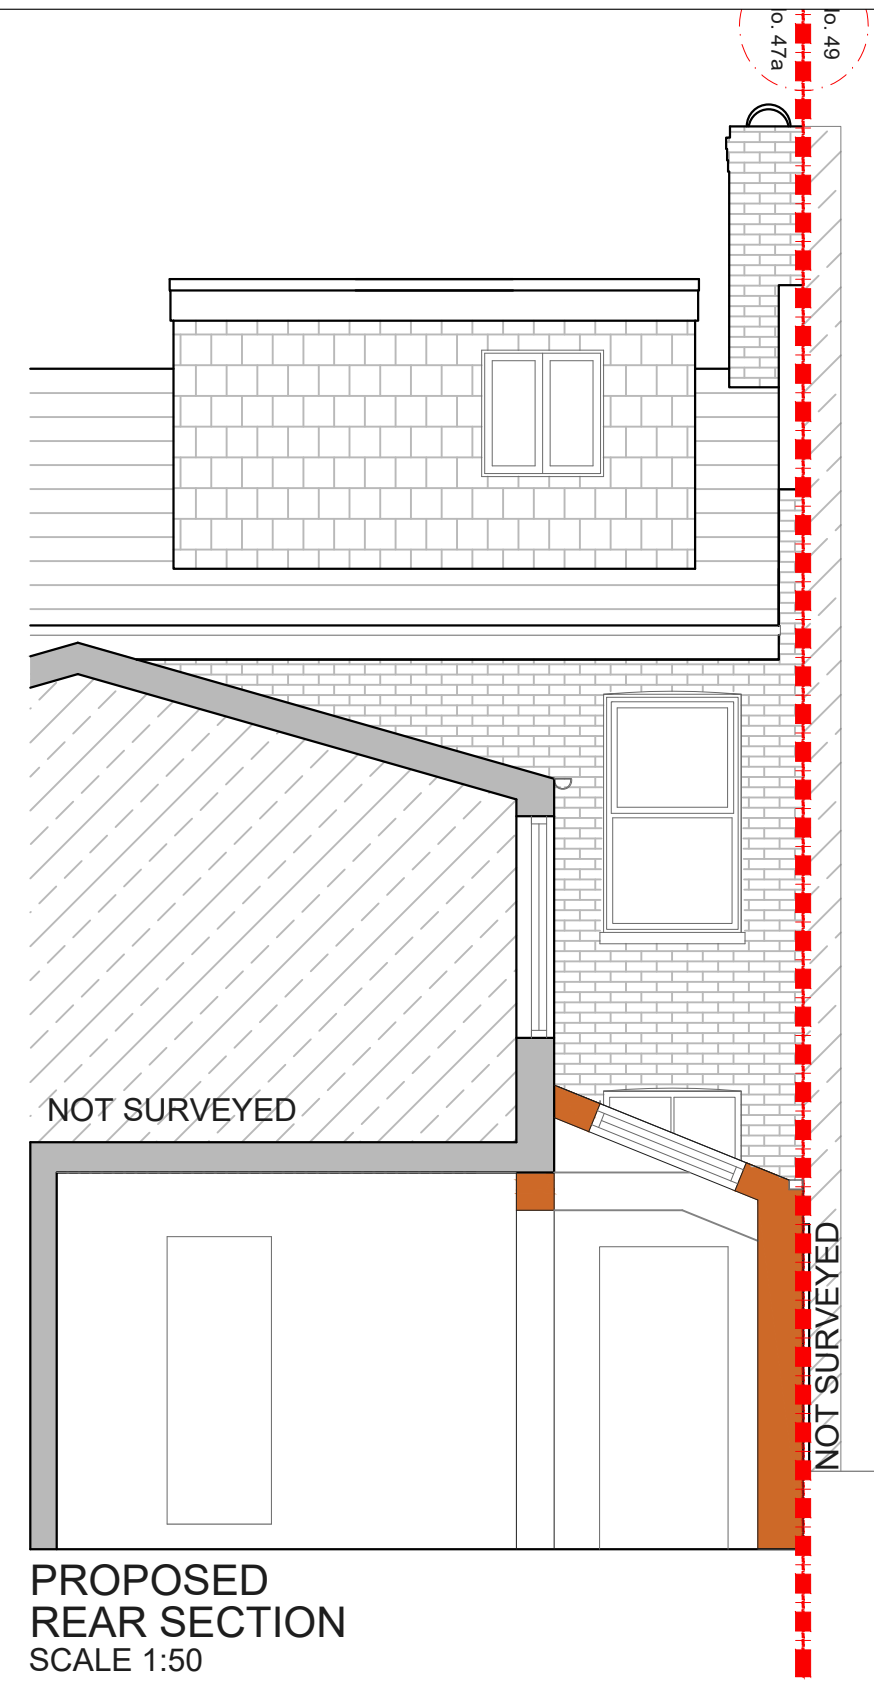 No. 49
No. 47a
NOT SURVEYED
NOT SURVEYED
PROPOSED
REAR SECTION
SCALE 1:50